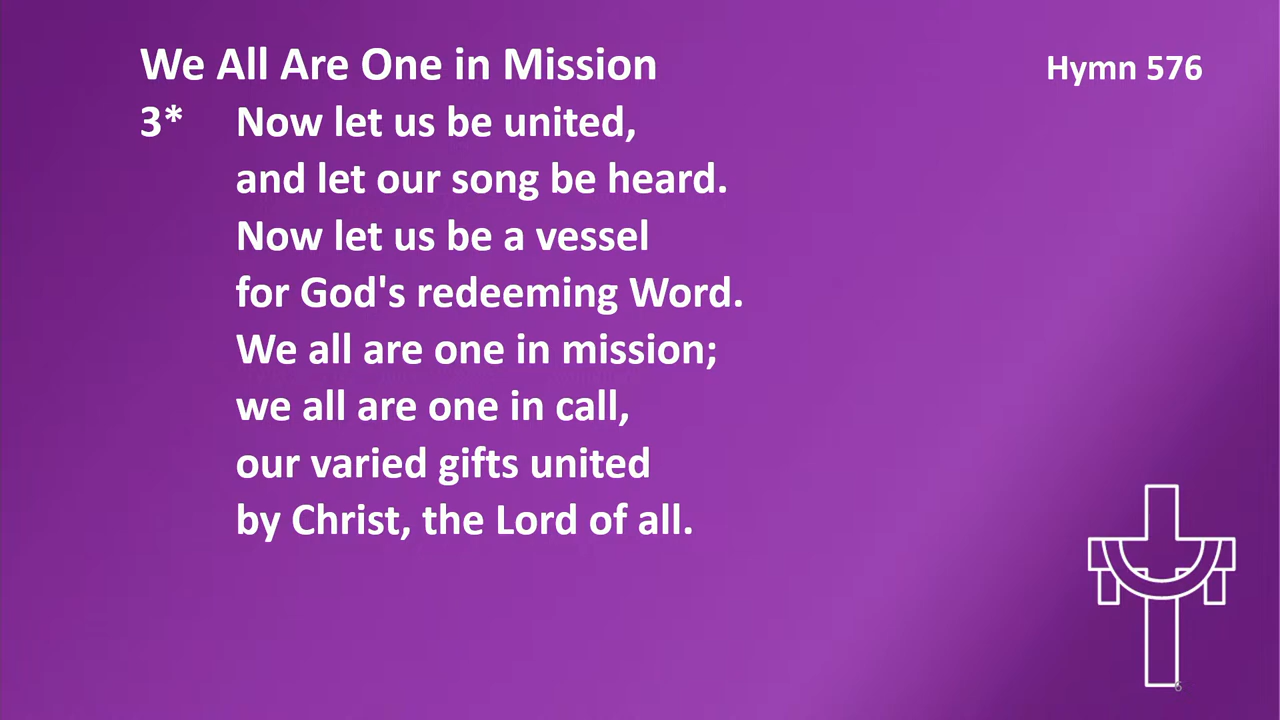 We All Are One in Mission
Hymn 576
3* Now let us be united,
and let our song be heard.
Now let us be a vessel
for God's redeeming Word.
We all are one in mission;
we all are one in call,
our varied gifts united
by Christ, the Lord of all.
6